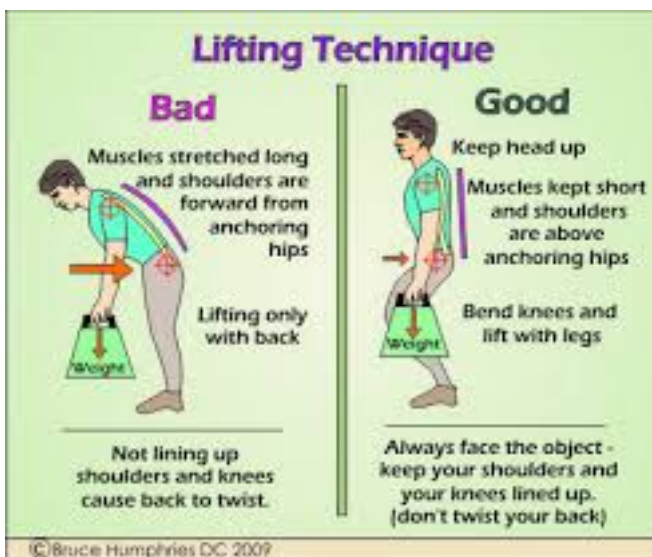 Lifting Technique
Bad
Muscles stretched long
and shoulders are
forward from
anchoring
hips
Lifting only
with back
Weight
Not lining up
shoulders and knees
cause back to twist.
Good
Keep head up
Muscles kept short
and shoulders
are above
anchoring hips
Bend knees and
lift with legs
Weight
Always face the object -
keep your shoulders and
your knees lined up.
(don't twist your back)
©Bruce Humphries DC 2009